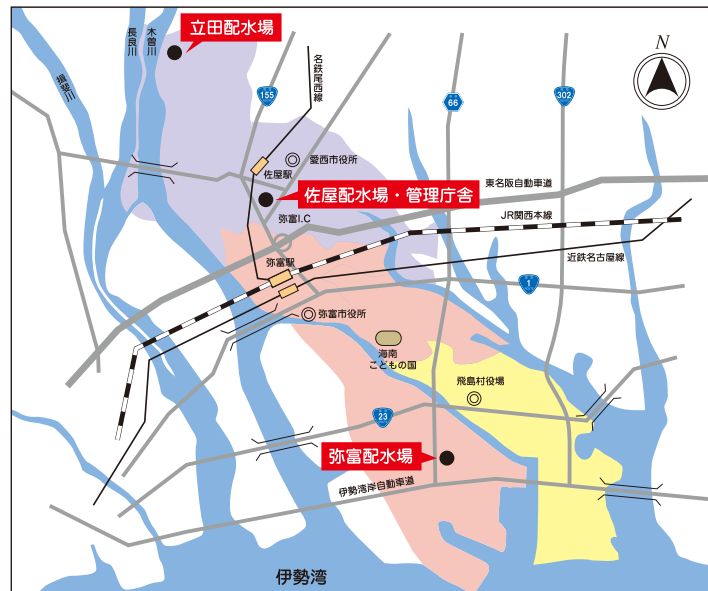 立田配水場
木曽川
長良川
揖斐川
名鉄尾西線
N
155
66
302
愛西市役所
佐屋駅
佐屋配水場・管理庁舎
東名阪自動車道
弥富I.C
JR関西本線
弥富駅
近鉄名古屋線
1
弥富市役所
海南
こどもの国
飛島村役場
23
弥富配水場
伊勢湾岸自動車道
伊勢湾